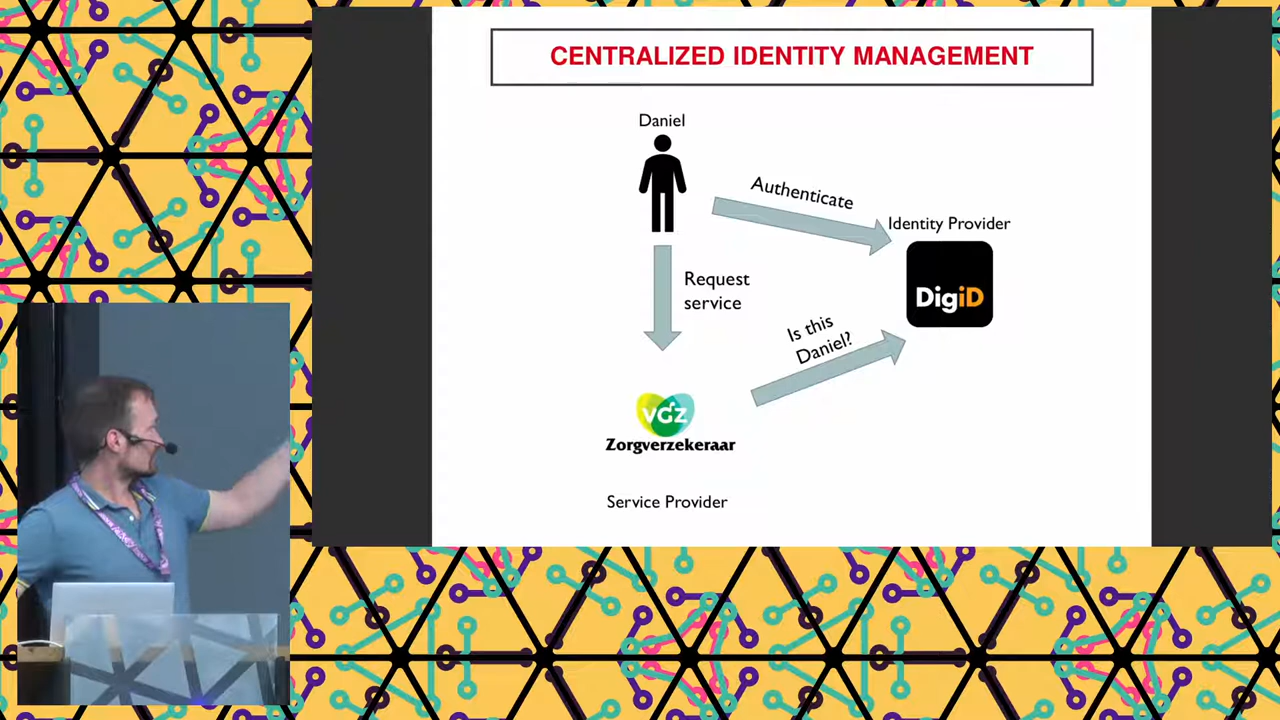 CENTRALIZED IDENTITY MANAGEMENT
Daniel
Authenticate
Identity Provider
DigiD
Request
service
Is this
Daniel?
vgz
Zorgverzekeraar
Service Provider